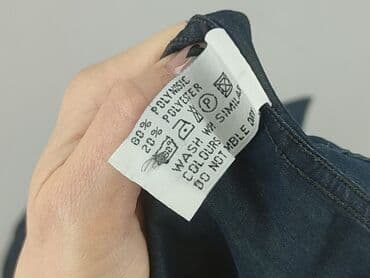 80% POLYNOSIC
20% POLYESTER
P
WASH WITH SIMILAR
COLOURS
DO NOT TUMBLE DRY